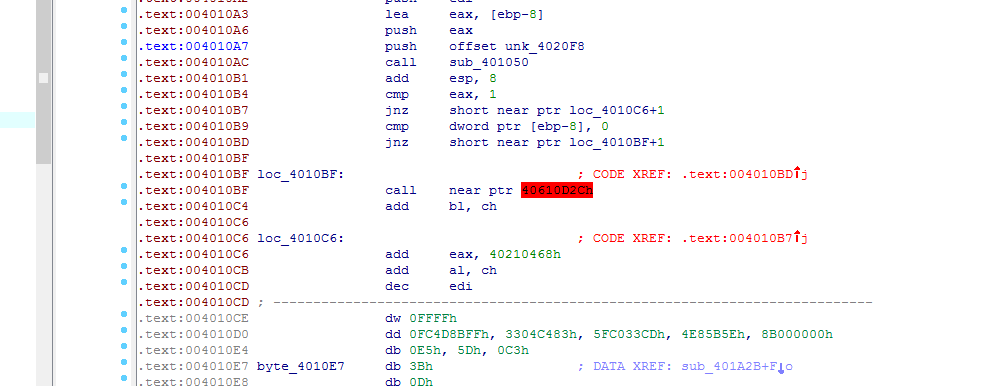 .text:004010A3 lea eax, [ebp-8]
.text:004010A6 push eax
.text:004010A7 push offset unk_4020F8
.text:004010AC call sub_401050
.text:004010B1 add esp, 8
.text:004010B4 cmp eax, 1
.text:004010B7 jnz short near ptr loc_4010C6+1
.text:004010B9 cmp dword ptr [ebp-8], 0
.text:004010BD jnz short near ptr loc_4010BF+1
.text:004010BF
.text:004010BF loc_4010BF: ; CODE XREF: .text:004010BD↑j
.text:004010BF call near ptr 40610D2Ch
.text:004010C4 add bl, ch
.text:004010C6
.text:004010C6 loc_4010C6: ; CODE XREF: .text:004010B7↑j
.text:004010C6 add eax, 40210468h
.text:004010CB add al, ch
.text:004010CD dec edi
.text:004010CD ; ---------------------------------------------------------------------------
.text:004010CE dw 0FFFFh
.text:004010D0 dd 0FC4D8BFFh, 3304C483h, 5FC033CDh, 4E85B5Eh, 8B000000h
.text:004010E4 db 0E5h, 5Dh, 0C3h
.text:004010E7 byte_4010E7 db 3Bh ; DATA XREF: sub_401A2B+F↓o
.text:004010E8 db 0Dh